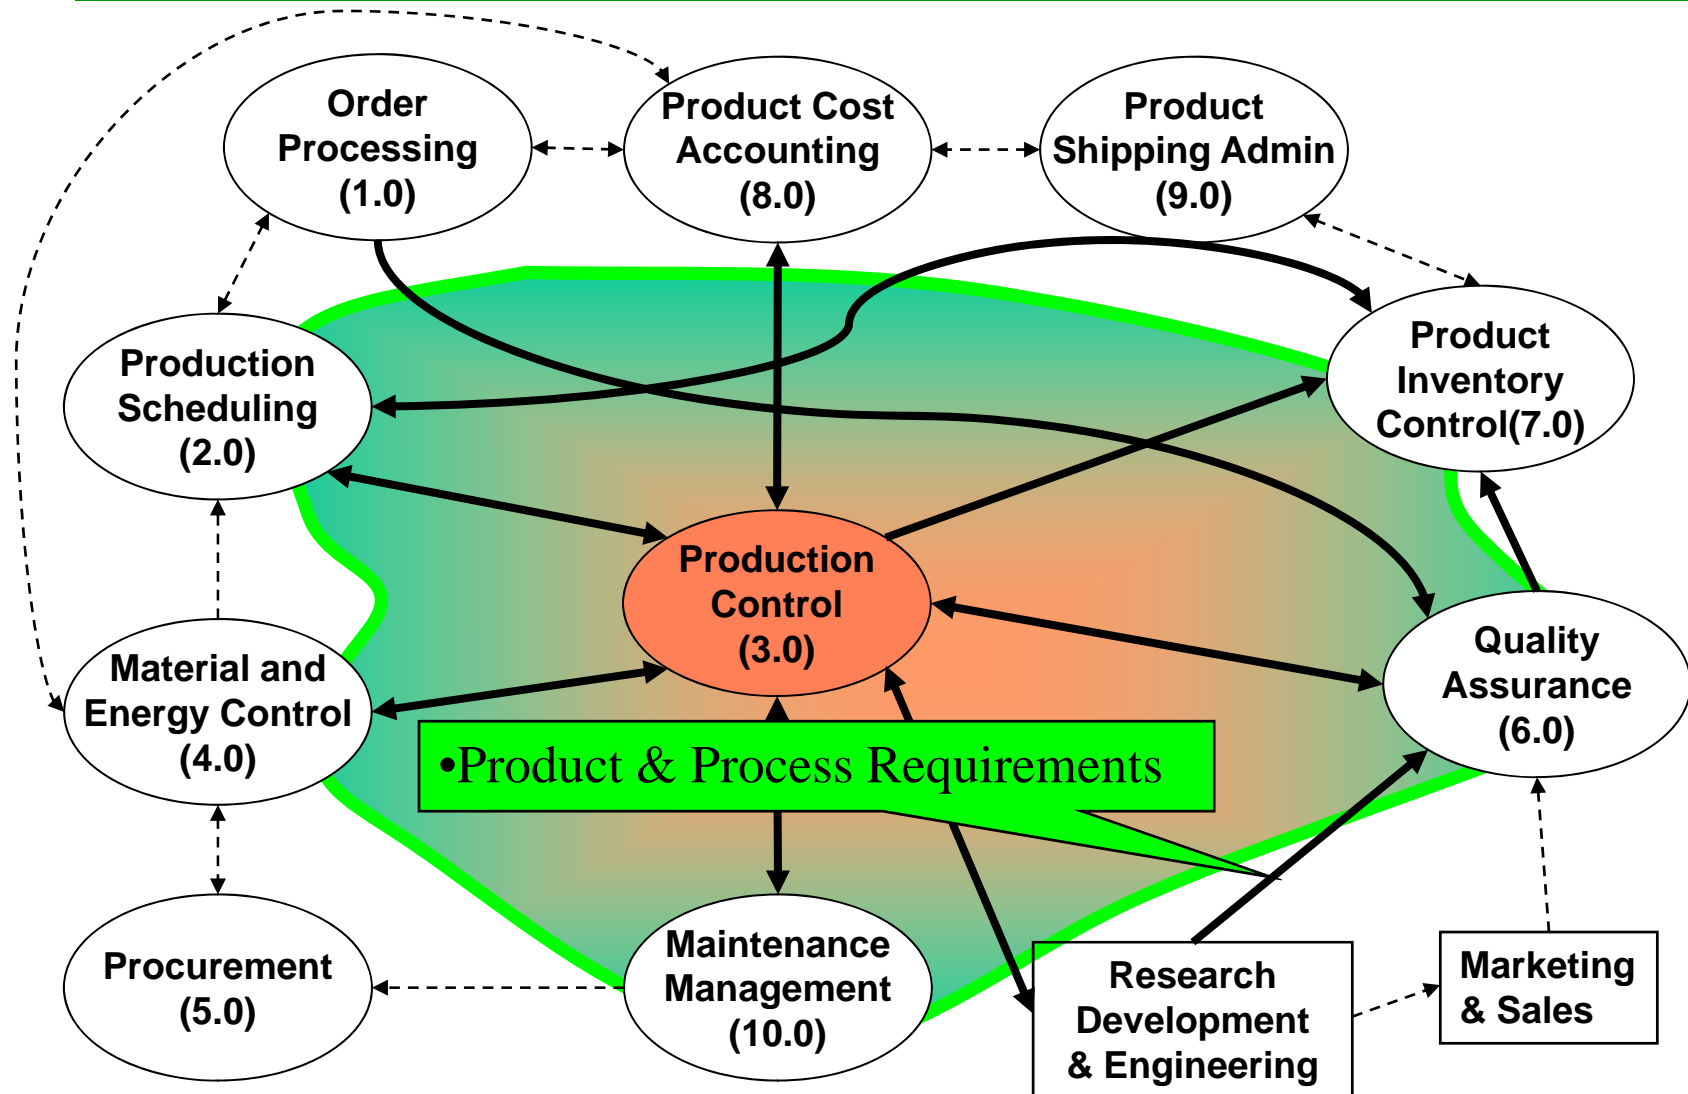 Order
Processing
(1.0)
Product Cost
Accounting
(8.0)
Product
Shipping Admin
(9.0)
Production
Scheduling
(2.0)
Product
Inventory
Control(7.0)
Production
Control
(3.0)
Material and
Energy Control
(4.0)
Quality
Assurance
(6.0)
•Product & Process Requirements
Procurement
(5.0)
Maintenance
Management
(10.0)
Research
Development
& Engineering
Marketing
& Sales